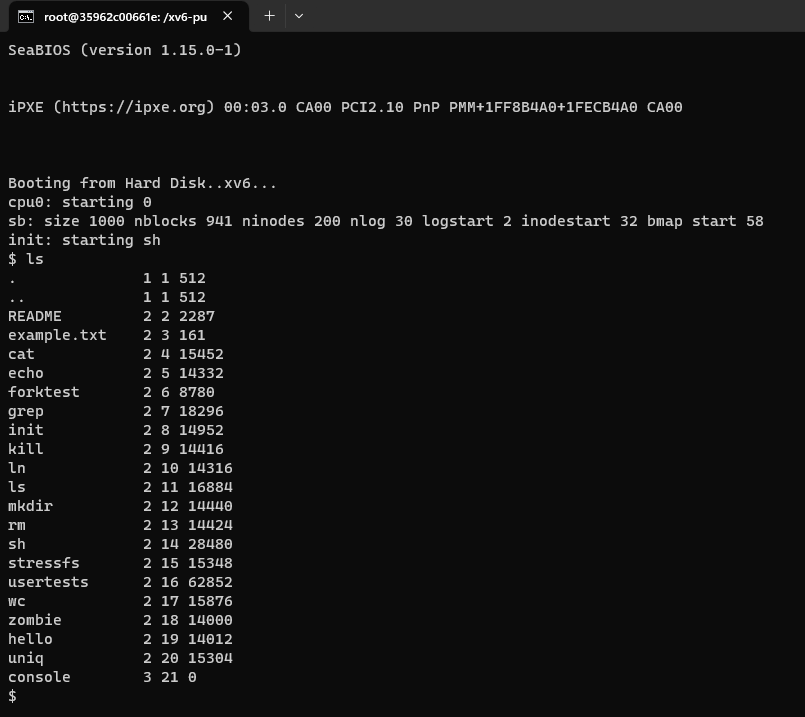 root@35962c00661e: /xv6-pu
SeaBIOS (version 1.15.0-1)
iPXE (https://ipxe.org) 00:03.0 CA00 PCI2.10 PnP PMM+1FF8B4A0+1FECB4A0 CA00
Booting from Hard Disk..xv6...
cpu0: starting 0
sb: size 1000 nblocks 941 ninodes 200 nlog 30 logstart 2 inodestart 32 bmap start 58
init: starting sh
$ ls
. 1 1 512
.. 1 1 512
README 2 2 2287
example.txt 2 3 161
cat 2 4 15452
echo 2 5 14332
forktest 2 6 8780
grep 2 7 18296
init 2 8 14952
kill 2 9 14416
ln 2 10 14316
ls 2 11 16884
mkdir 2 12 14440
rm 2 13 14424
sh 2 14 28480
stressfs 2 15 15348
usertests 2 16 62852
wc 2 17 15876
zombie 2 18 14000
hello 2 19 14012
uniq 2 20 15304
console 3 21 0
$